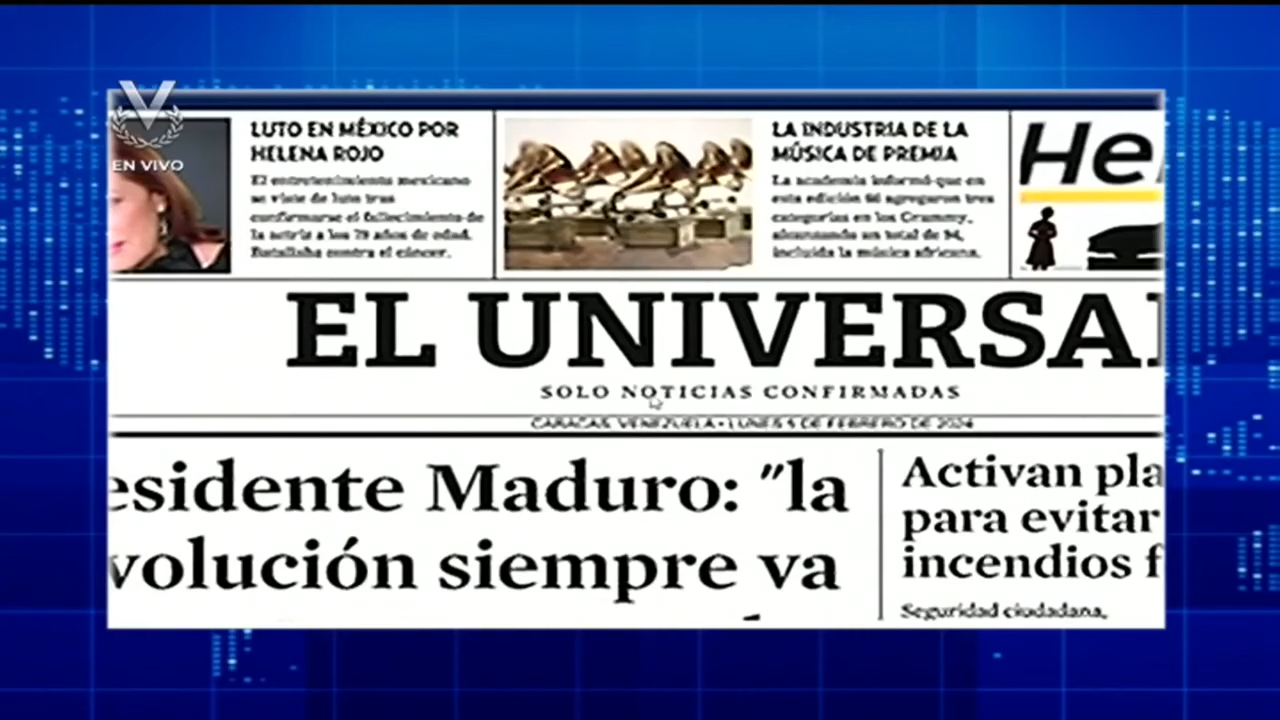 V
EN VIVO
LUTO EN MÉXICO POR
HELENA ROJO
El entretenimiento mexicano
se viste de luto tras
confirmarse el fallecimiento de
la actriz a los 79 años de edad.
Batallaba contra el cáncer.
LA INDUSTRIA DE LA
MÚSICA DE PREMIA
La academia informó que en
esta edición 66 agregaron tres
categorías en los Grammy,
alcanzando un total de 94,
incluida la música africana.
He
EL UNIVERSAL
SOLO NOTICIAS CONFIRMADAS
CARACAS, VENEZUELA • LUNES 5 DE FEBRERO DE 2024
esidente Maduro: "la
volución siempre va
Activan pla
para evitar
incendios f
Seguridad ciudadana,